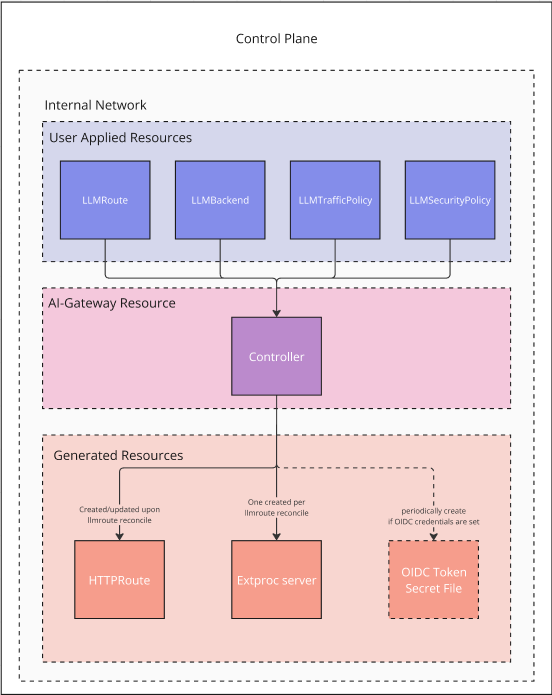 Control Plane
Internal Network
User Applied Resources
LLMRoute
LLMBackend
LLMTrafficPolicy
LLMSecurityPolicy
AI-Gateway Resource
Controller
Generated Resources
Created/updated upon
llmroute reconcile
One created per
llmroute reconcile
periodically create
if OIDC credentials are set
HTTPRoute
Extproc server
OIDC Token
Secret File